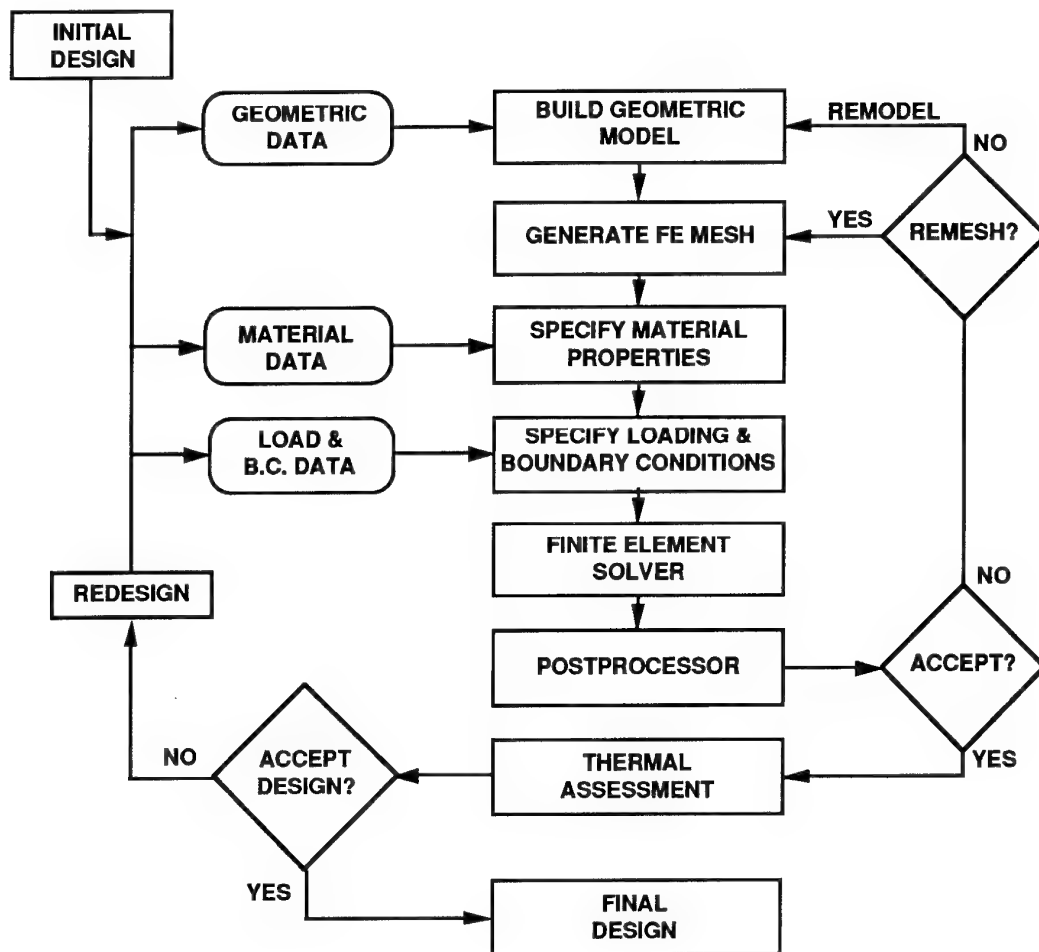 INITIAL
DESIGN
GEOMETRIC
DATA
BUILD GEOMETRIC
MODEL
REMODEL
NO
GENERATE FE MESH
YES
REMESH?
MATERIAL
DATA
SPECIFY MATERIAL
PROPERTIES
LOAD &
B.C. DATA
SPECIFY LOADING &
BOUNDARY CONDITIONS
FINITE ELEMENT
SOLVER
REDESIGN
NO
POSTPROCESSOR
ACCEPT?
YES
THERMAL
ASSESSMENT
NO
ACCEPT
DESIGN?
YES
FINAL
DESIGN